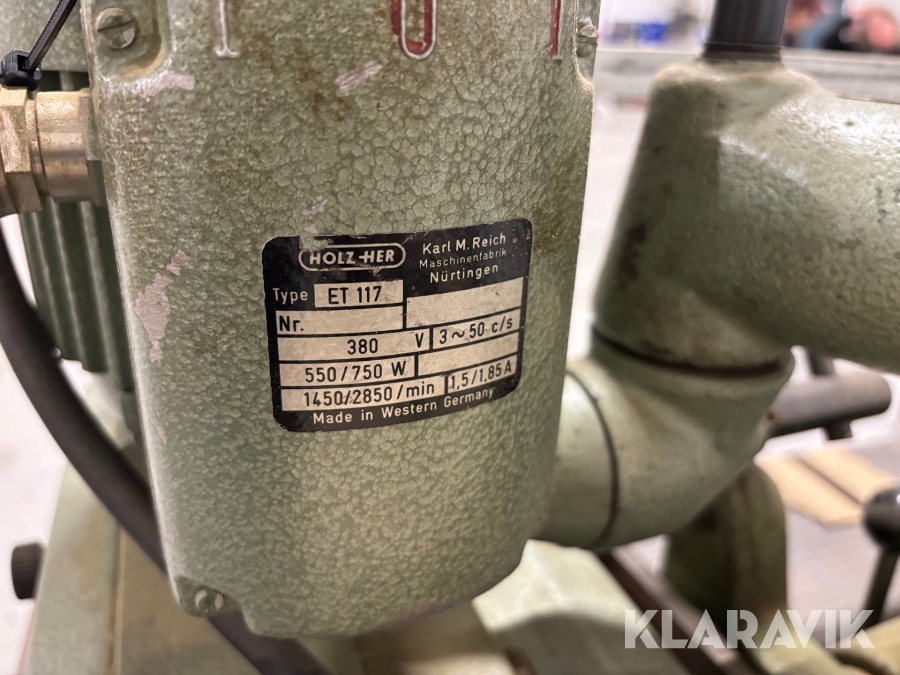 I 0 I
HOLZ-HER
Karl M. Reich
Maschinenfabrik
Nürtingen
Type ET 117
Nr.
380 V 3~50 c/s
550/750 W
1450/2850/min 1,5/1,85 A
Made in Western Germany
KLARAVIK